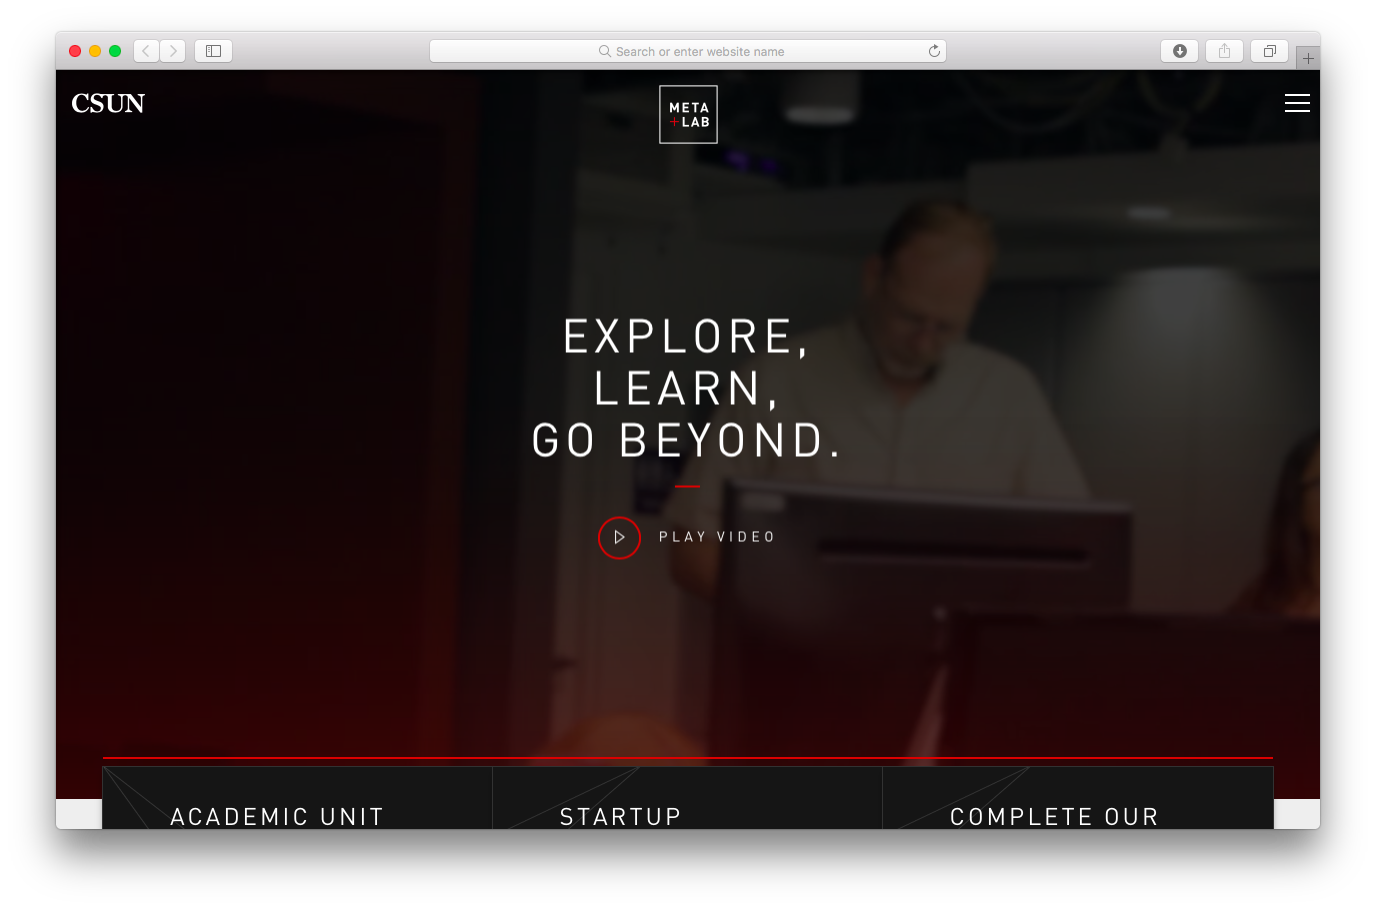 Search or enter website name
CSUN
META
+LAB
EXPLORE,
LEARN,
GO BEYOND.
PLAY VIDEO
ACADEMIC UNIT
STARTUP
COMPLETE OUR